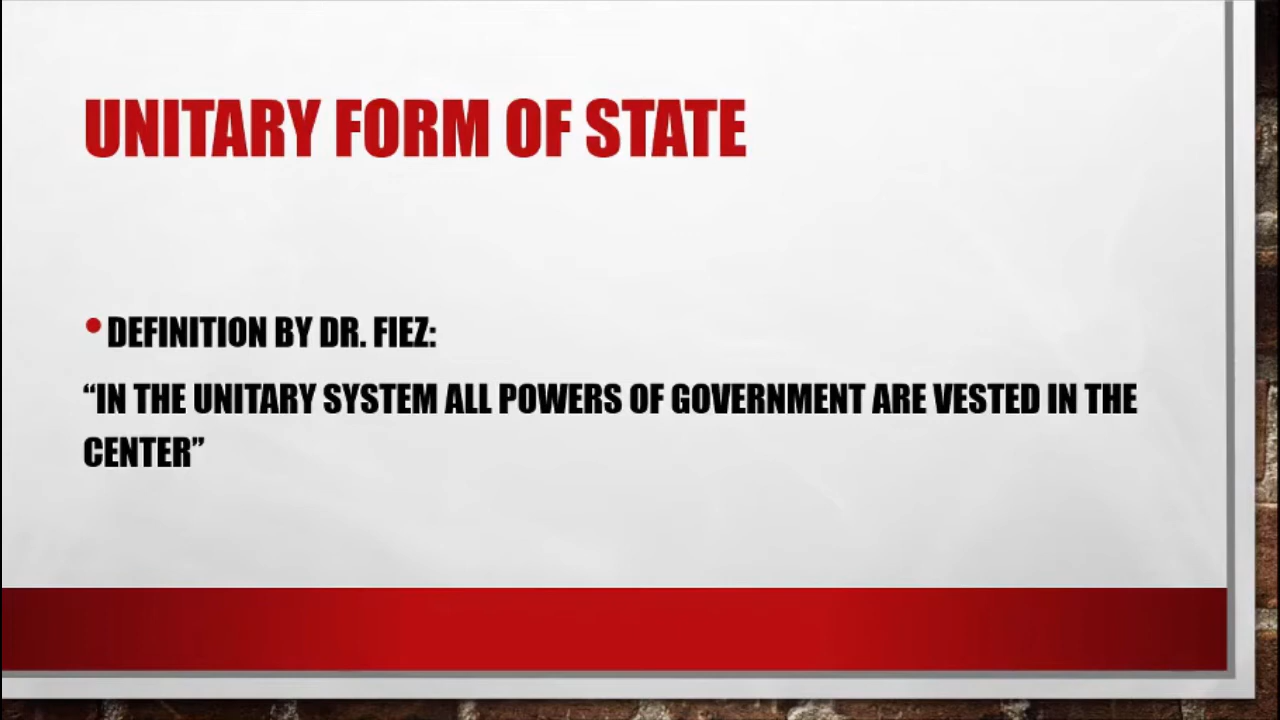 UNITARY FORM OF STATE
•DEFINITION BY DR. FIEZ:
“IN THE UNITARY SYSTEM ALL POWERS OF GOVERNMENT ARE VESTED IN THE
CENTER”